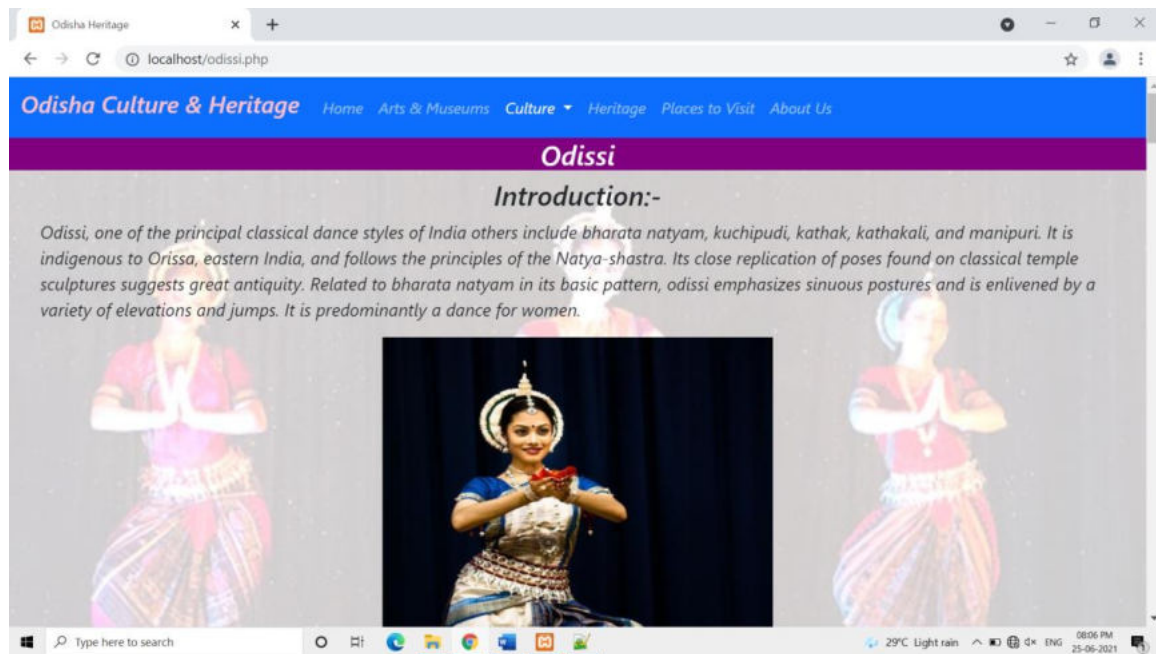 Odisha Heritage
localhost/odissi.php
Odisha Culture & Heritage Home Arts & Museums Culture Heritage Places to Visit About Us
Odissi
Introduction:-
Odissi, one of the principal classical dance styles of India others include bharata natyam, kuchipudi, kathak, kathakali, and manipuri. It is
indigenous to Orissa, eastern India, and follows the principles of the Natya-shastra. Its close replication of poses found on classical temple
sculptures suggests great antiquity. Related to bharata natyam in its basic pattern, odissi emphasizes sinuous postures and is enlivened by a
variety of elevations and jumps. It is predominantly a dance for women.
Type here to search
29°C Light rain
ENG
08:06 PM
25-06-2021
1